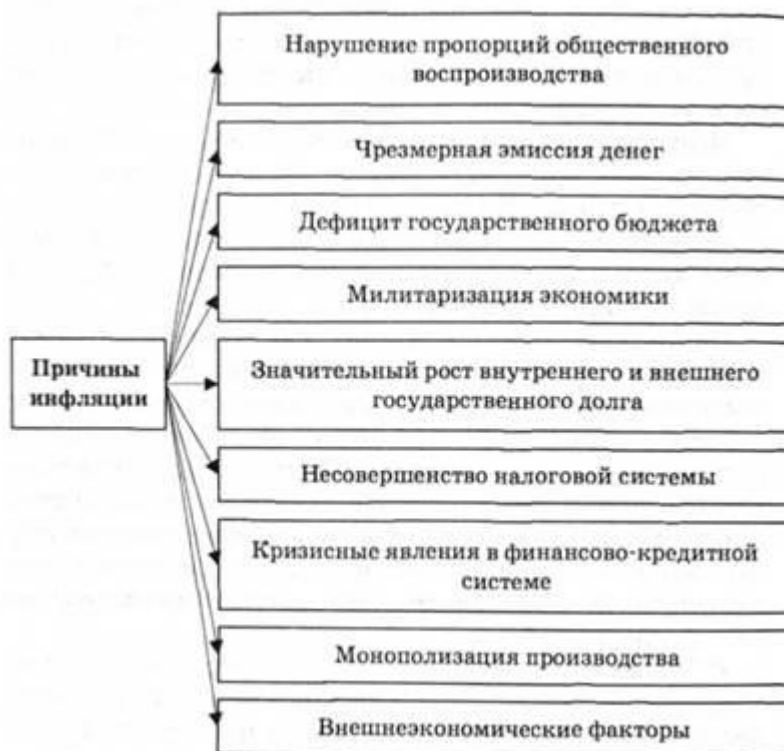 Нарушение пропорций общественного
воспроизводства
Чрезмерная эмиссия денег
Дефицит государственного бюджета
Милитаризация экономики
Причины
инфляции
Значительный рост внутреннего и внешнего
государственного долга
Несовершенство налоговой системы
Кризисные явления в финансово-кредитной
системе
Монополизация производства
Внешнеэкономические факторы